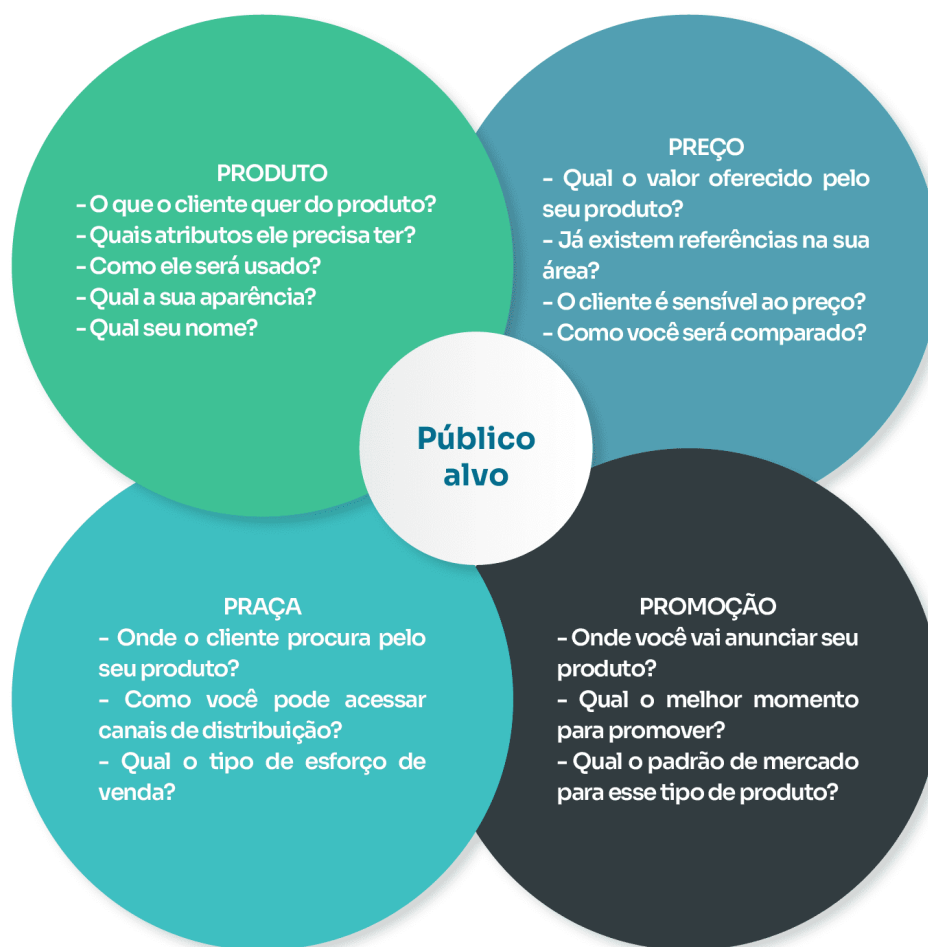 PRODUTO
- O que o cliente quer do produto?
- Quais atributos ele precisa ter?
- Como ele será usado?
- Qual a sua aparência?
- Qual seu nome?
PREÇO
- Qual o valor oferecido pelo
seu produto?
- Já existem referências na sua
área?
- O cliente é sensível ao preço?
- Como você será comparado?
Público
alvo
PRAÇA
- Onde o cliente procura pelo
seu produto?
- Como você pode acessar
canais de distribuição?
- Qual o tipo de esforço de
venda?
PROMOÇÃO
- Onde você vai anunciar seu
produto?
- Qual o melhor momento
para promover?
- Qual o padrão de mercado
para esse tipo de produto?